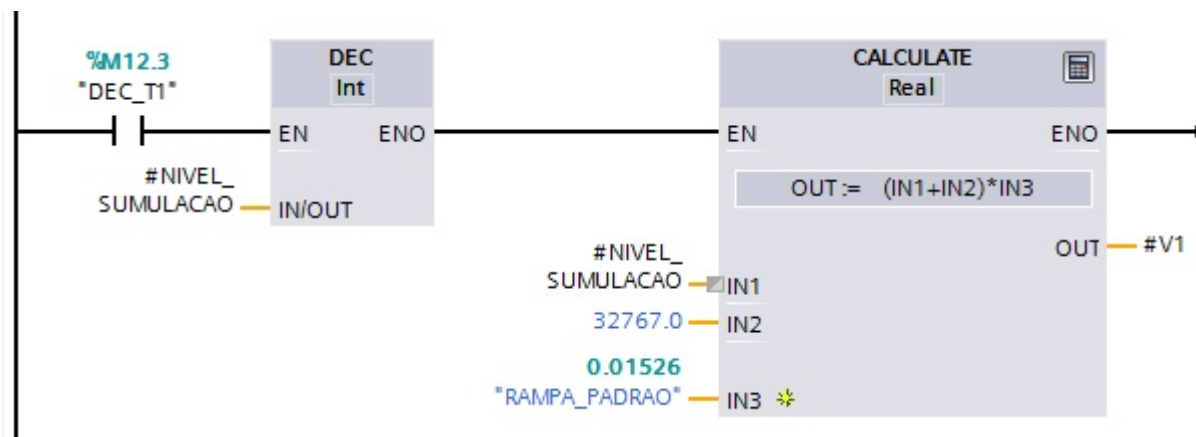 %M12.3
"DEC_T1"
DEC
Int
EN ENO
#NIVEL_
SUMULACAO
IN/OUT
CALCULATE
Real
EN ENO
OUT := (IN1+IN2)*IN3
OUT #V1
#NIVEL_
SUMULACAO IN1
32767.0 IN2
0.01526
"RAMPA_PADRAO" IN3